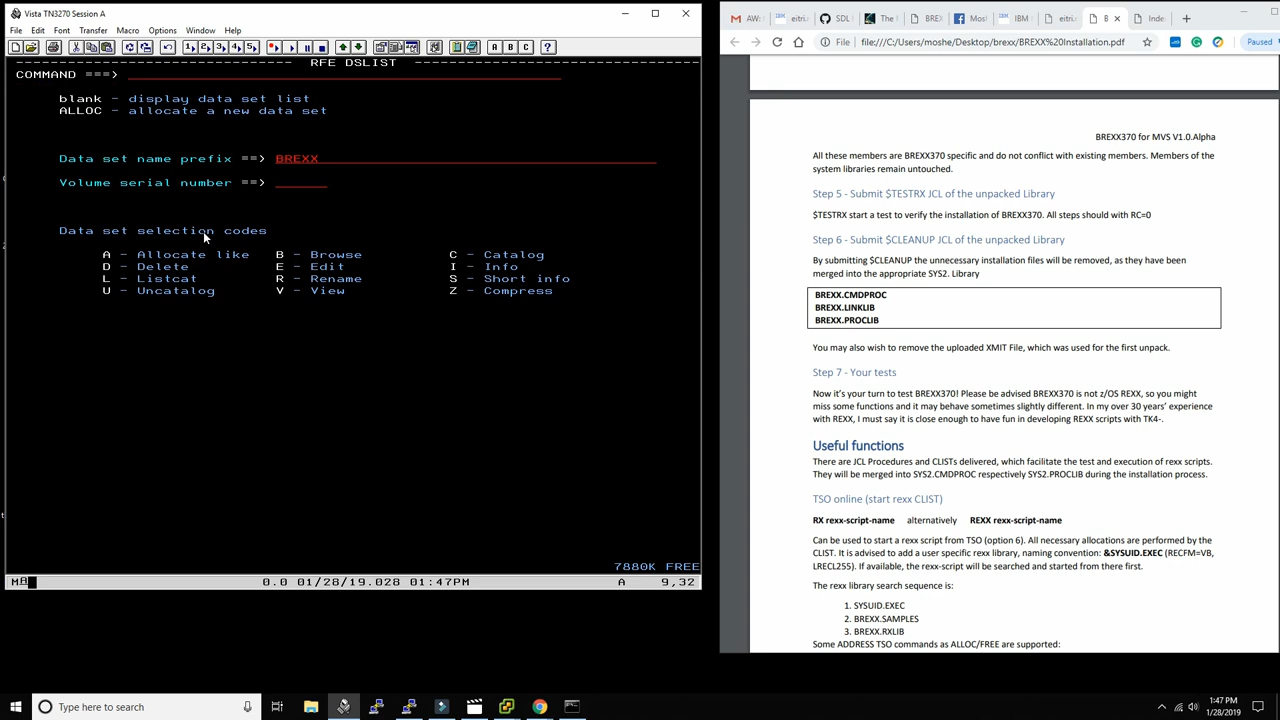 Vista TN3270 Session A
File Edit Font Transfer Macro Options Window Help
RFE DSLIST
COMMAND ===>
blank - display data set list
ALLOC - allocate a new data set
Data set name prefix ==> BREXX
Volume serial number ==>
Data set selection codes
A - Allocate like B - Browse C - Catalog
D - Delete E - Edit I - Info
L - Listcat R - Rename S - Short info
U - Uncatalog V - View Z - Compress
7880K FREE
0.0 01/28/19.028 01:47PM A 9,32
AW: SDL The BRE Mos IBM eitri. B Inde
File | file:///C:/Users/moshe/Desktop/brexx/BREXX%20Installation.pdf Paused
BREXX370 for MVS V1.0.Alpha
All these members are BREXX370 specific and do not conflict with existing members. Members of the
system libraries remain untouched.
Step 5 - Submit $TESTRX JCL of the unpacked Library
$TESTRX start a test to verify the installation of BREXX370. All steps should with RC=0
Step 6 - Submit $CLEANUP JCL of the unpacked Library
By submitting $CLEANUP the unnecessary installation files will be removed, as they have been
merged into the appropriate SYS2. Library
BREXX.CMDPROC
BREXX.LINKLIB
BREXX.PROCLIB
You may also wish to remove the uploaded XMIT File, which was used for the first unpack.
Step 7 - Your tests
Now it's your turn to test BREXX370! Please be advised BREXX370 is not z/OS REXX, so you might
miss some functions and it may behave sometimes slightly different. In my over 30 years' experience
with REXX, I must say it is close enough to have fun in developing REXX scripts with TK4-.
Useful functions
There are JCL Procedures and CLISTs delivered, which facilitate the test and execution of rexx scripts.
They will be merged into SYS2.CMDPROC respectively SYS2.PROCLIB during the installation process.
TSO online (start rexx CLIST)
RX rexx-script-name alternatively REXX rexx-script-name
Can be used to start a rexx script from TSO (option 6). All necessary allocations are performed by the
CLIST. It is advised to add a user specific rexx library, naming convention: &SYSUID.EXEC (RECFM=VB,
LRECL255). If available, the rexx-script will be searched and started from there first.
The rexx library search sequence is:
1. SYSUID.EXEC
2. BREXX.SAMPLES
3. BREXX.RXLIB
Some ADDRESS TSO commands as ALLOC/FREE are supported:
Type here to search
1:47 PM
1/28/2019